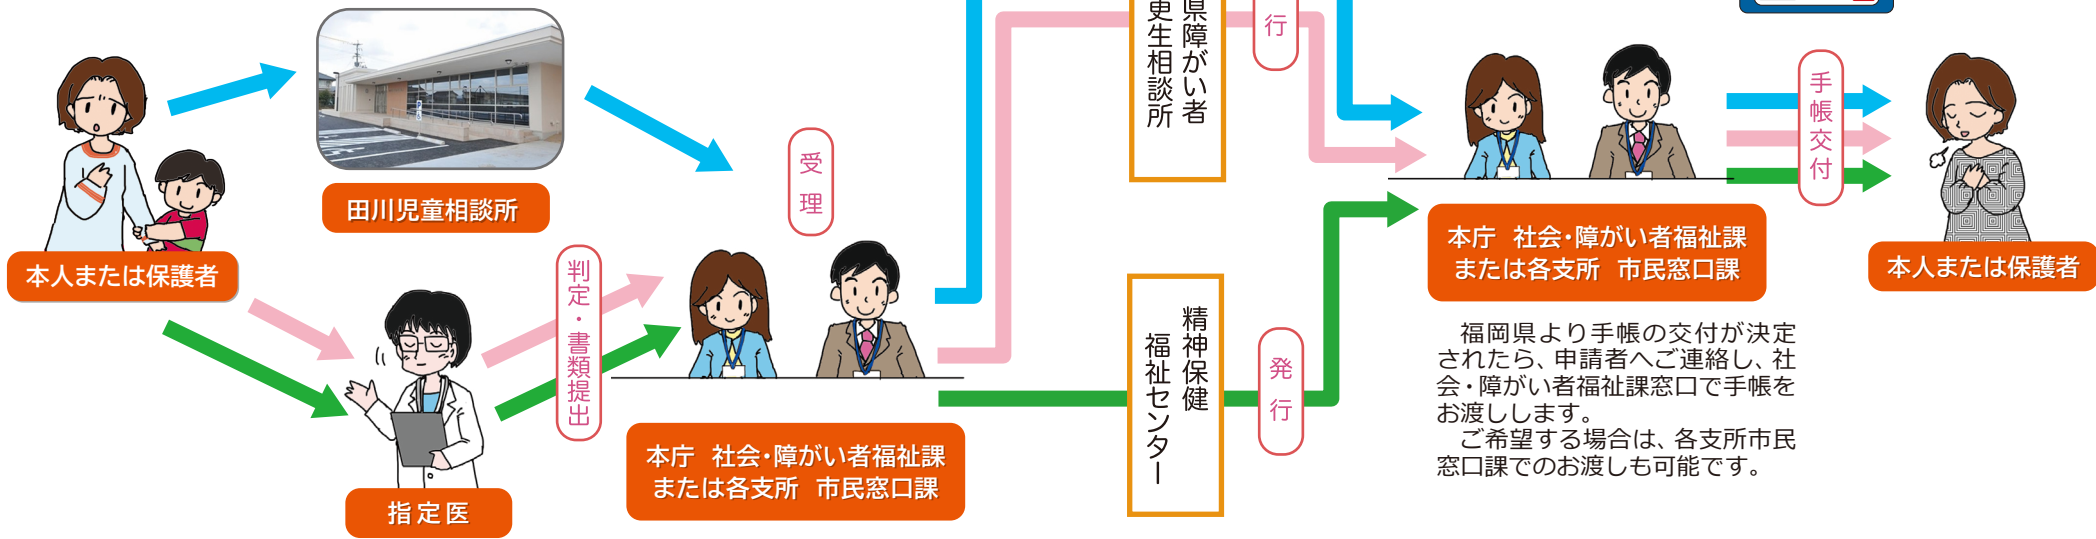 田川児童相談所
本人または保護者
指定医
判定・書類提出
受理
本庁 社会・障がい者福祉課
または各支所 市民窓口課
県障がい者
更生相談所
行
精神保健
福祉センター
発行
本庁 社会・障がい者福祉課
または各支所 市民窓口課
手帳交付
本人または保護者
福岡県より手帳の交付が決定
されたら、申請者へご連絡し、社
会・障がい者福祉課窓口で手帳を
お渡しします。
ご希望する場合は、各支所市民
窓口課でのお渡しも可能です。